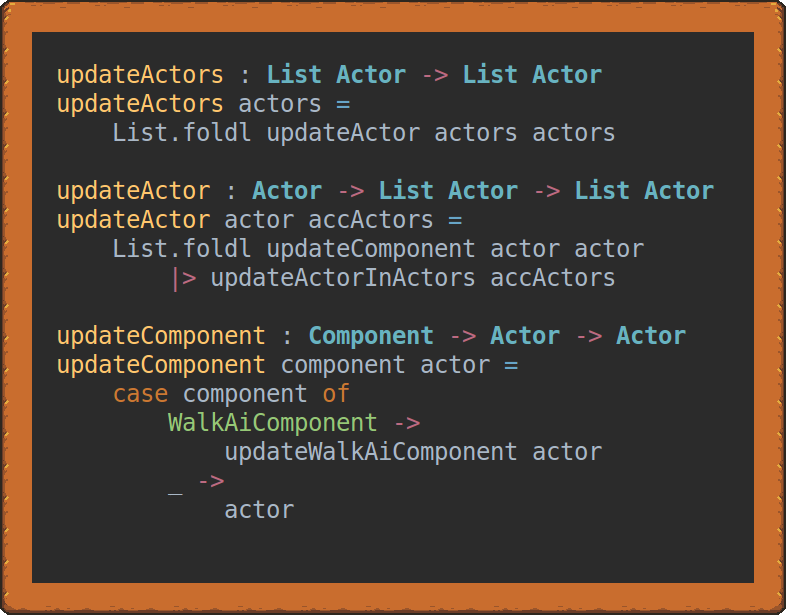 updateActors : List Actor -> List Actor
updateActors actors =
    List.foldl updateActor actors actors

updateActor : Actor -> List Actor -> List Actor
updateActor actor accActors =
    List.foldl updateComponent actor actor
        |> updateActorInActors accActors

updateComponent : Component -> Actor -> Actor
updateComponent component actor =
    case component of
        WalkAiComponent ->
            updateWalkAiComponent actor
        _ ->
            actor